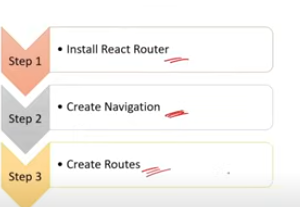 Step 1
• Install React Router
Step 2
• Create Navigation
Step 3
• Create Routes